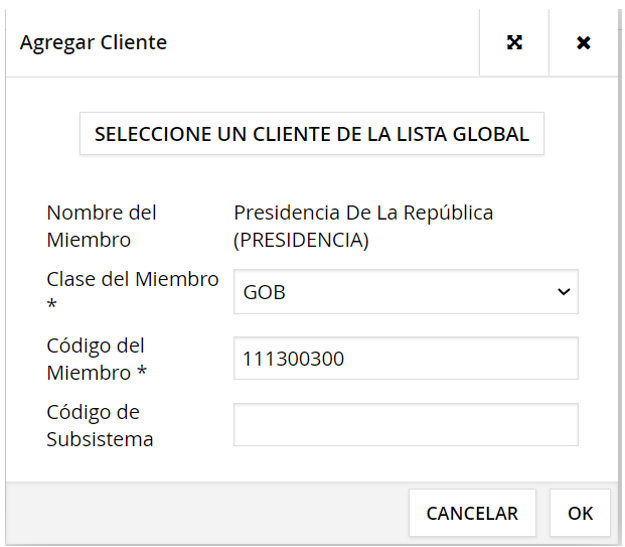 Agregar Cliente
SELECCIONE UN CLIENTE DE LA LISTA GLOBAL
Nombre del
Miembro
Presidencia De La República
(PRESIDENCIA)
Clase del Miembro
*
GOB
Código del
Miembro *
111300300
Código de
Subsistema
CANCELAR
OK